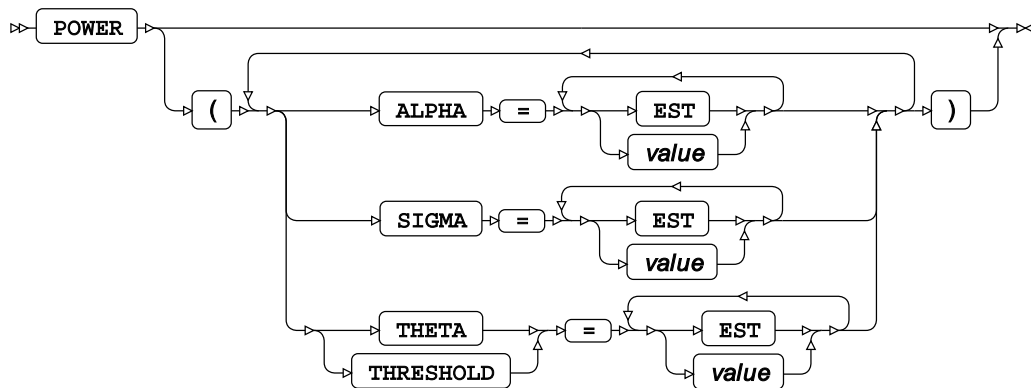 POWER
(
ALPHA = EST
value
)
SIGMA = EST
value
THETA = EST
THRESHOLD value